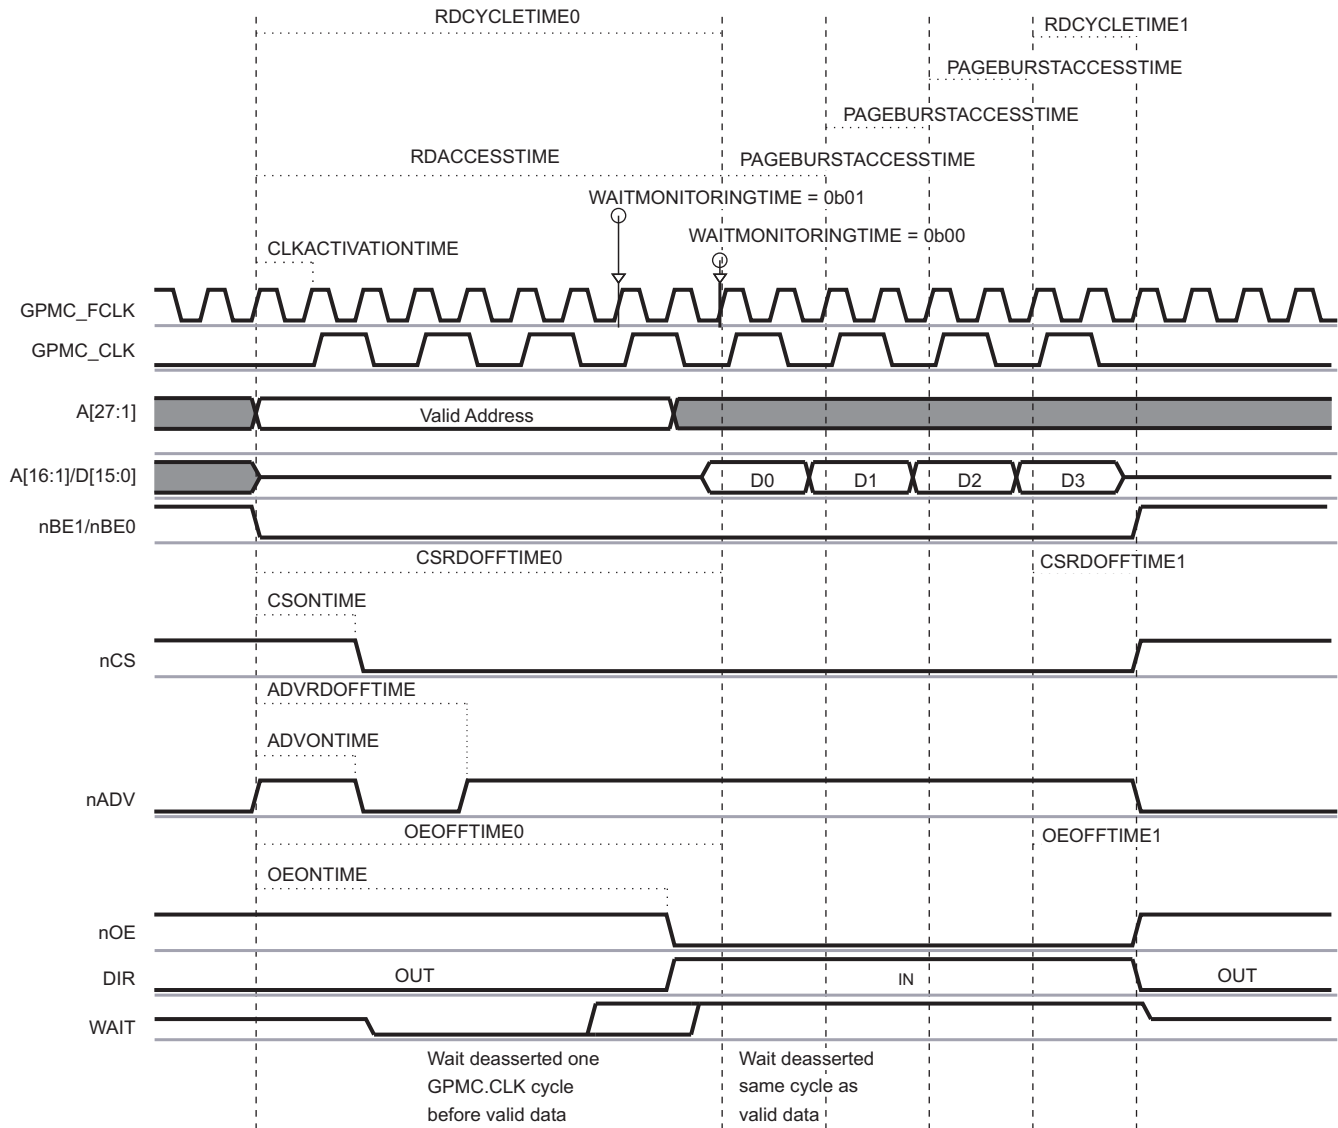 RDCYCLETIME0
RDCYCLETIME1
PAGEBURSTACCESSTIME
PAGEBURSTACCESSTIME
RDACCESSTIME
PAGEBURSTACCESSTIME
WAITMONITORINGTIME = 0b01
WAITMONITORINGTIME = 0b00
CLKACTIVATIONTIME
GPMC_FCLK
GPMC_CLK
A[27:1]
Valid Address
A[16:1]/D[15:0]
D0
D1
D2
D3
nBE1/nBE0
CSRDOFFTIME0
CSRDOFFTIME1
CSONTIME
nCS
ADVRDOFFTIME
ADVONTIME
nADV
OEOFFTIME0
OEOFFTIME1
OEONTIME
nOE
DIR
OUT
IN
OUT
WAIT
Wait deasserted one
GPMC.CLK cycle
before valid data
Wait deasserted
same cycle as
valid data